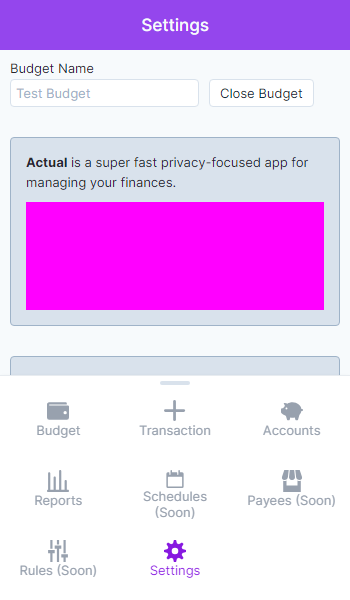 Settings
Budget Name
Test Budget
Close Budget
Actual is a super fast privacy-focused app for
managing your finances.
Budget
Transaction
Accounts
Reports
Schedules
(Soon)
Payees (Soon)
Rules (Soon)
Settings